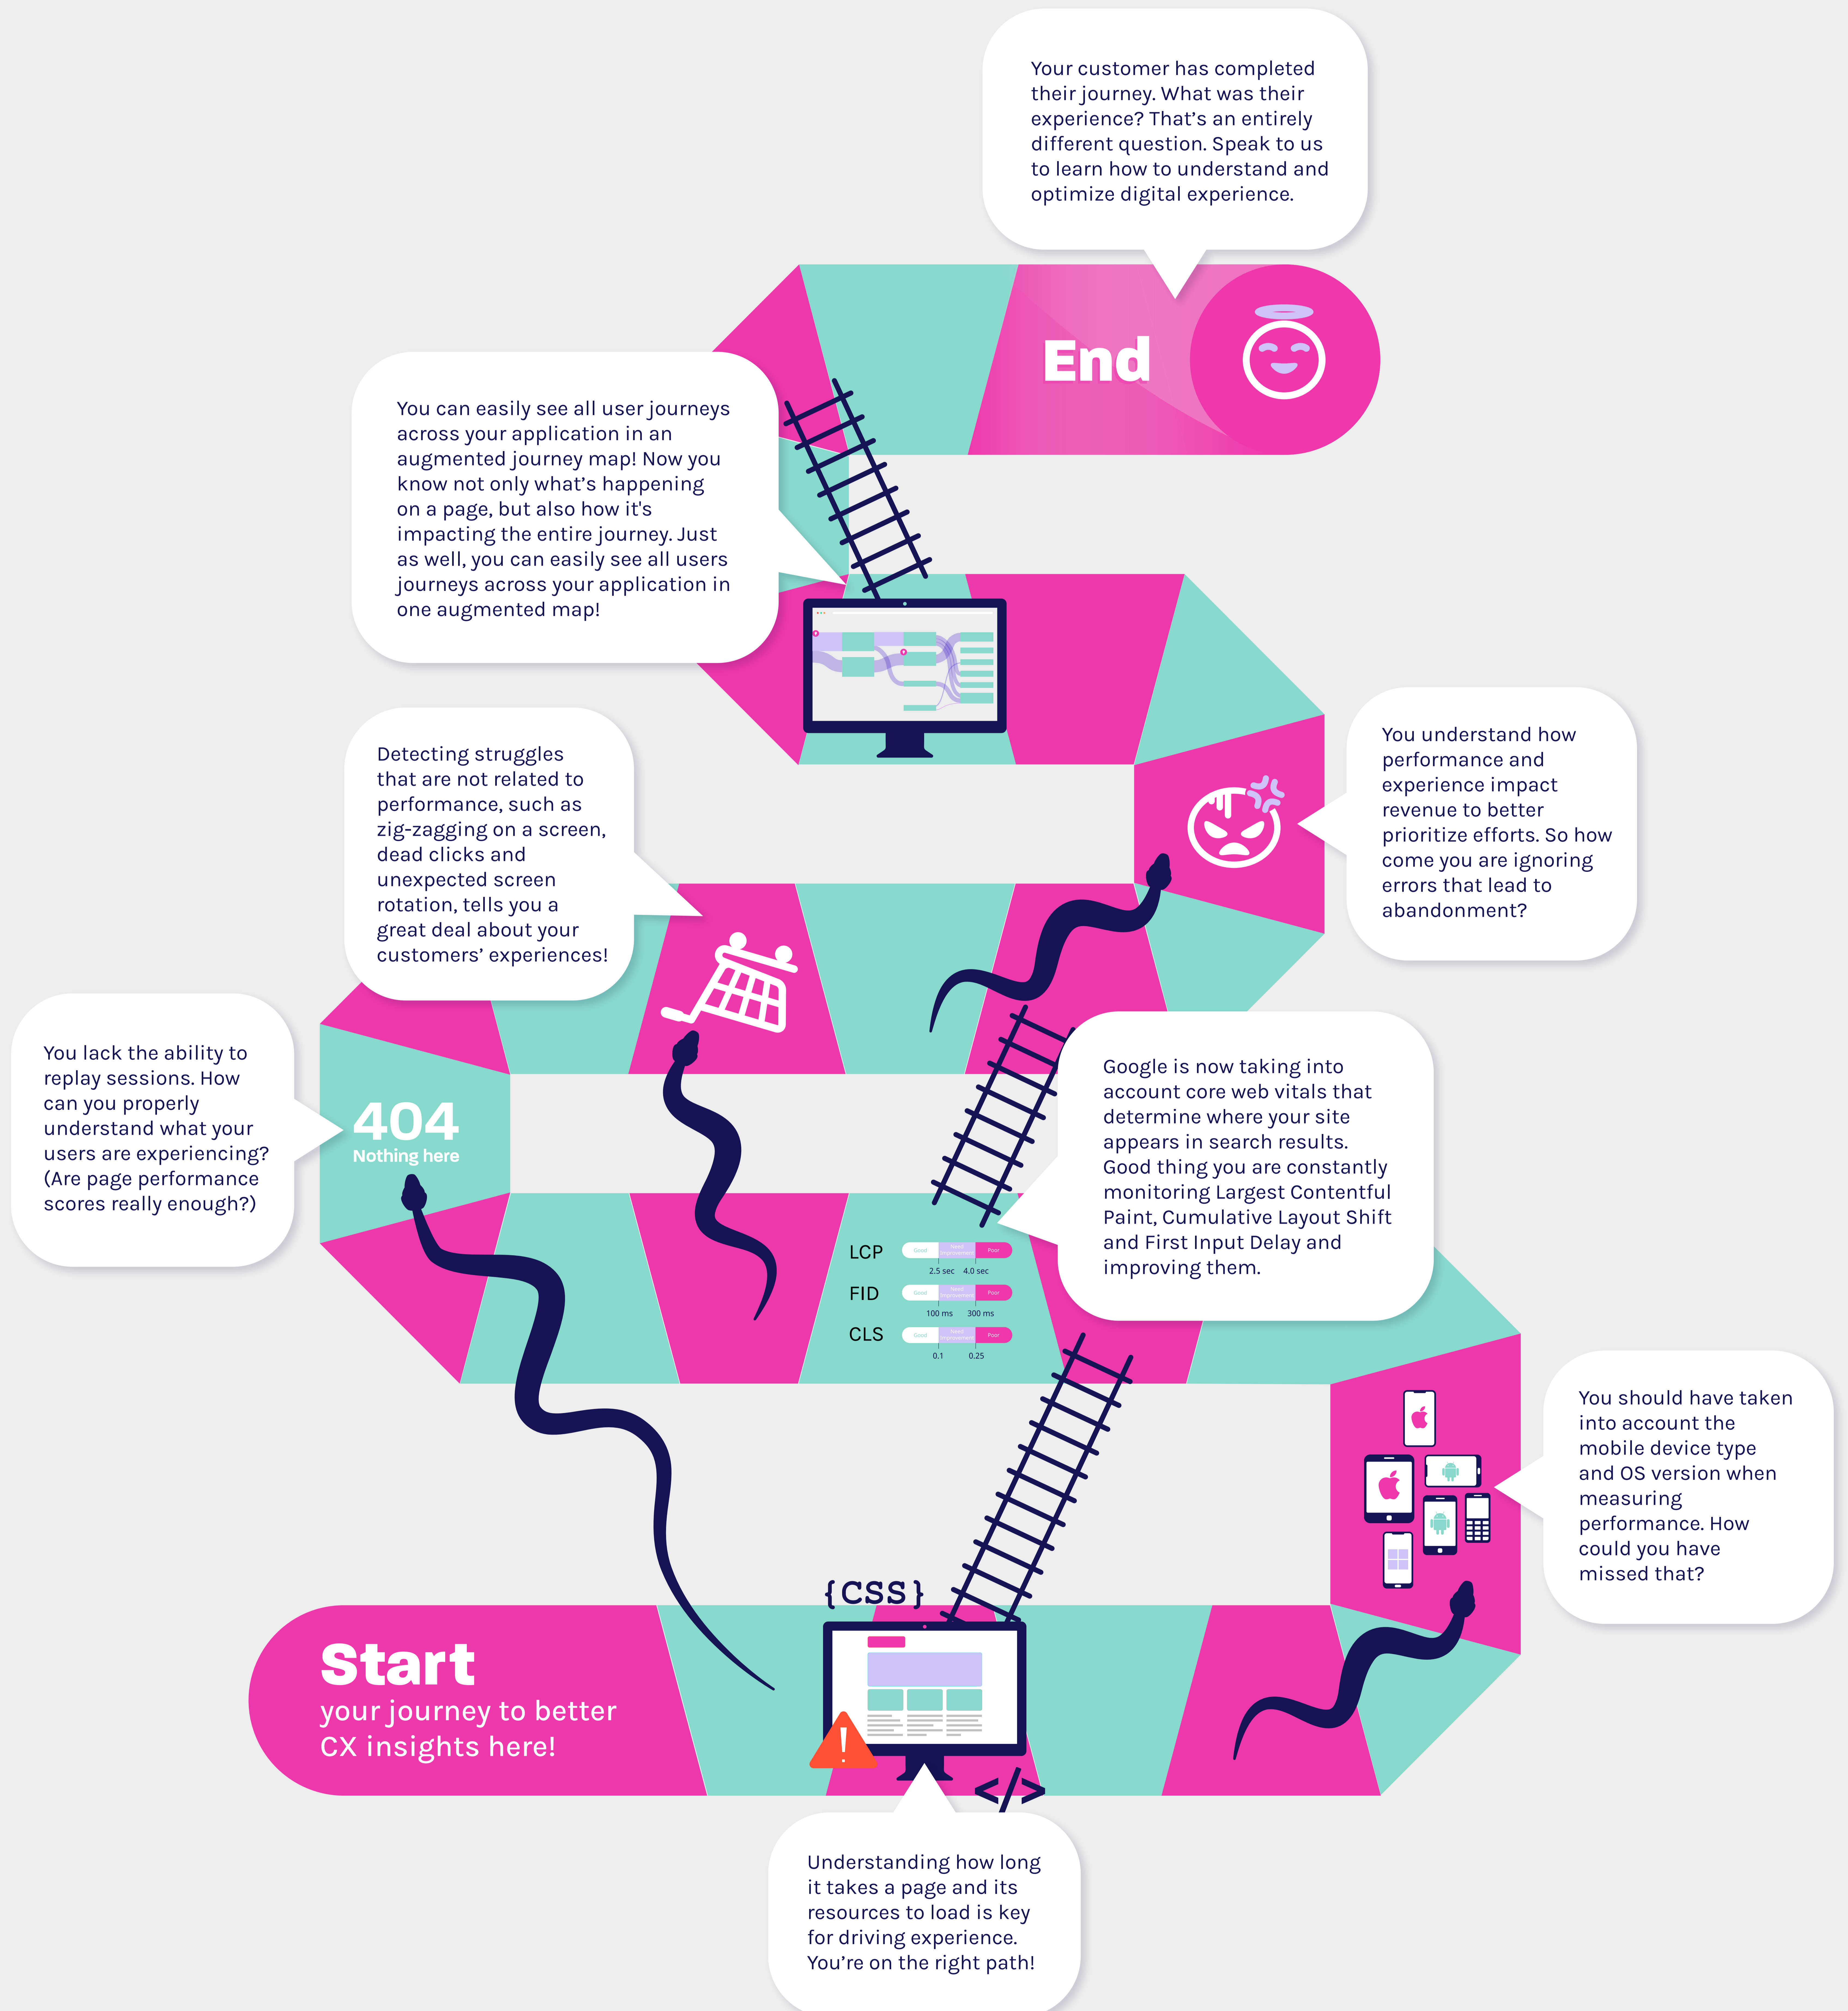 Your customer has completed
their journey. What was their
experience? That's an entirely
different question. Speak to us
to learn how to understand and
optimize digital experience.
End
You can easily see all user journeys
across your application in an
augmented journey map! Now you
know not only what's happening
on a page, but also how it's
impacting the entire journey. Just
as well, you can easily see all users
journeys across your application in
one augmented map!
You understand how
performance and
experience impact
revenue to better
prioritize efforts. So how
come you are ignoring
errors that lead to
abandonment?
Detecting struggles
that are not related to
performance, such as
zig-zagging on a screen,
dead clicks and
unexpected screen
rotation, tells you a
great deal about your
customers' experiences!
You lack the ability to
replay sessions. How
can you properly
understand what your
users are experiencing?
(Are page performance
scores really enough?)
404
Nothing here
Google is now taking into
account core web vitals that
determine where your site
appears in search results.
Good thing you are constantly
monitoring Largest Contentful
Paint, Cumulative Layout Shift
and First Input Delay and
improving them.
LCP Good Need Improvement Poor
2.5 sec 4.0 sec
FID Good Need Improvement Poor
100 ms 300 ms
CLS Good Need Improvement Poor
0.1 0.25
You should have taken
into account the
mobile device type
and OS version when
measuring
performance. How
could you have
missed that?
{CSS}
Start
your journey to better
CX insights here!
</>
Understanding how long
it takes a page and its
resources to load is key
for driving experience.
You're on the right path!